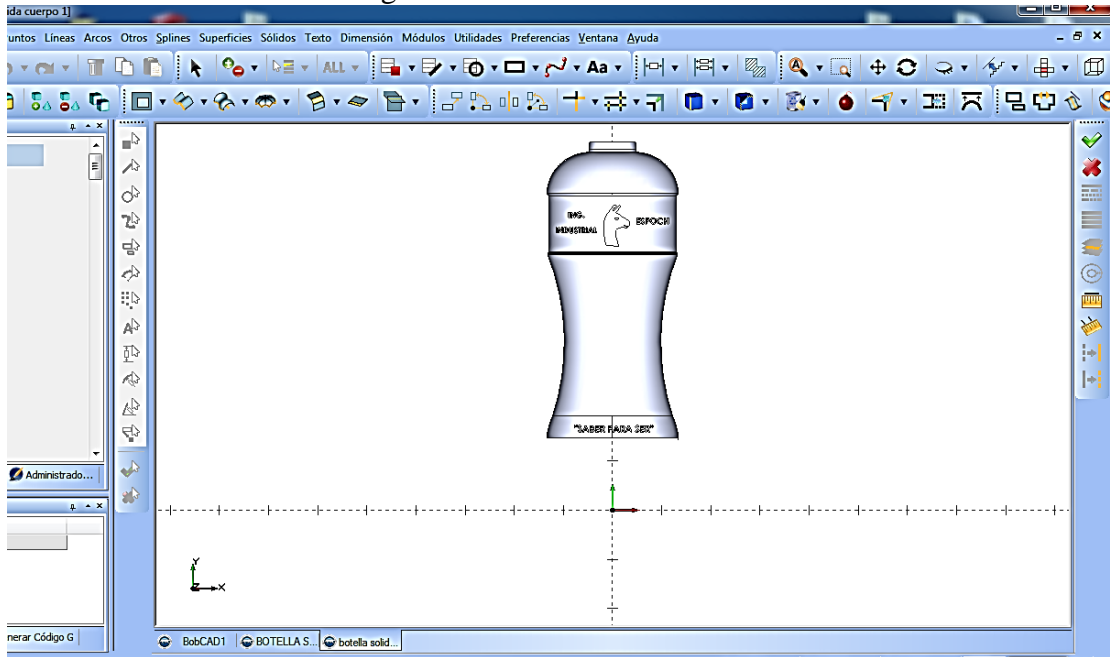 ida cuerpo 1]
untos Líneas Arcos Otros Splines Superficies Sólidos Texto Dimensión Módulos Utilidades Preferencias Ventana Ayuda
ALL
Aa
ING.
INDUSTRIAL
ESPOCH
"SABER PARA SER"
Administrado...
Y
Z X
nerar Código G
BobCAD1 BOTELLA S... botella solid...